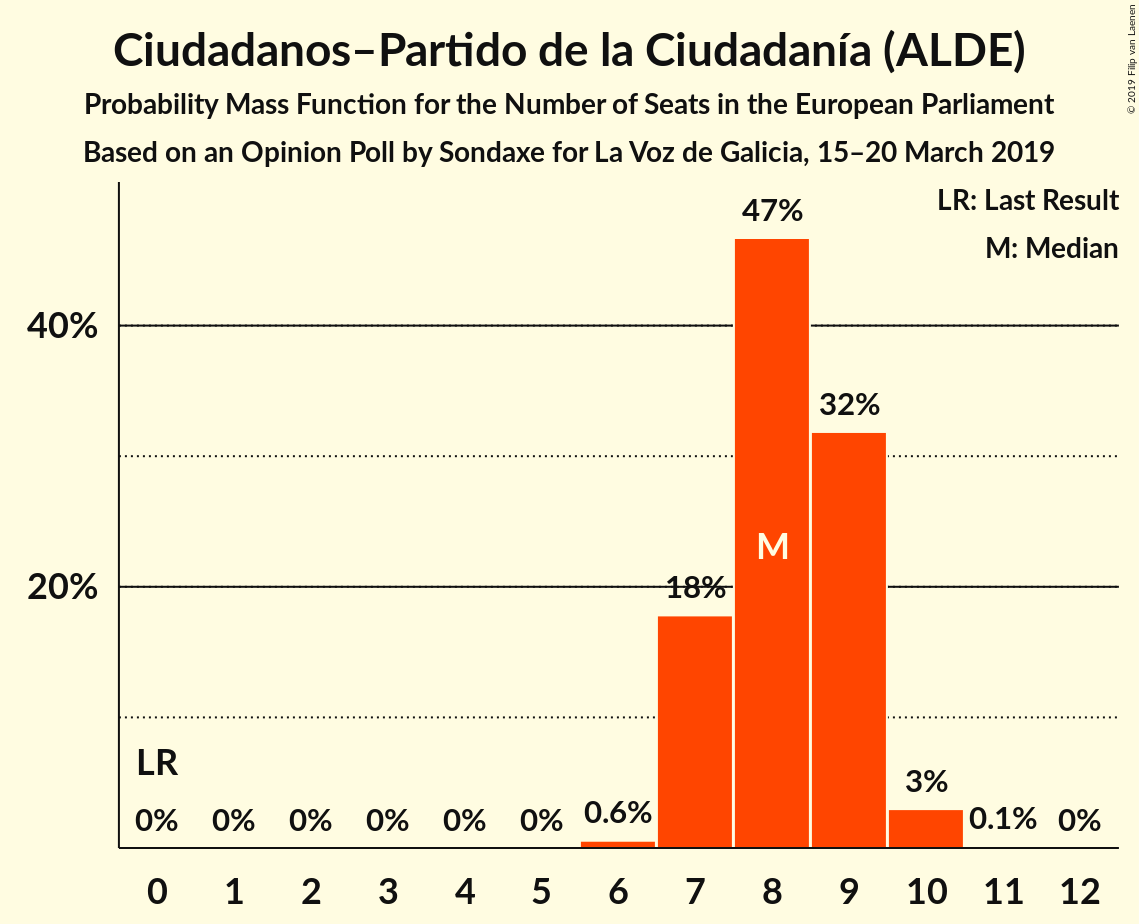 Ciudadanos–Partido de la Ciudadanía (ALDE)
Probability Mass Function for the Number of Seats in the European Parliament
Based on an Opinion Poll by Sondaxe for La Voz de Galicia, 15–20 March 2019
© 2019 Filip van Laenen
LR: Last Result
M: Median
47%
40%
32%
M
20%
18%
LR
0% 0% 0% 0% 0% 0% 0.6% 3% 0.1% 0%
0 1 2 3 4 5 6 7 8 9 10 11 12